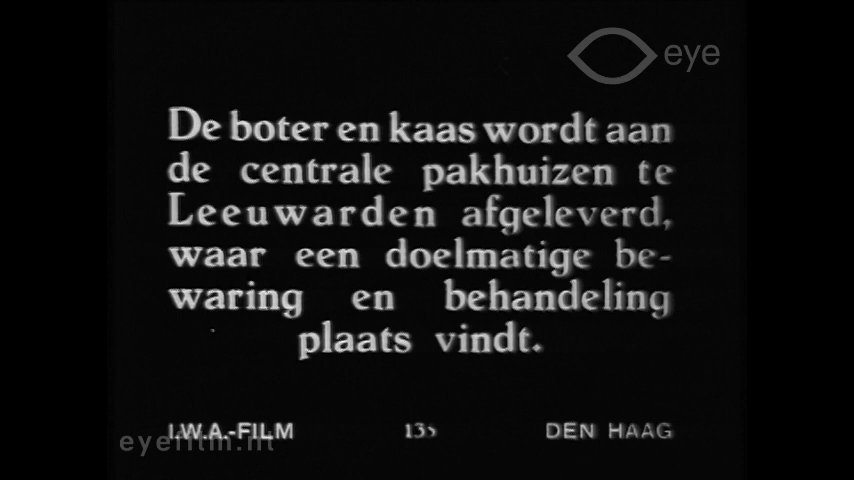 eye
De boter en kaas wordt aan
de centrale pakhuizen te
Leeuwarden afgeleverd,
waar een doelmatige be-
waring en behandeling
plaats vindt.
I.W.A.-FILM 135 DEN HAAG
eyefilm.nl